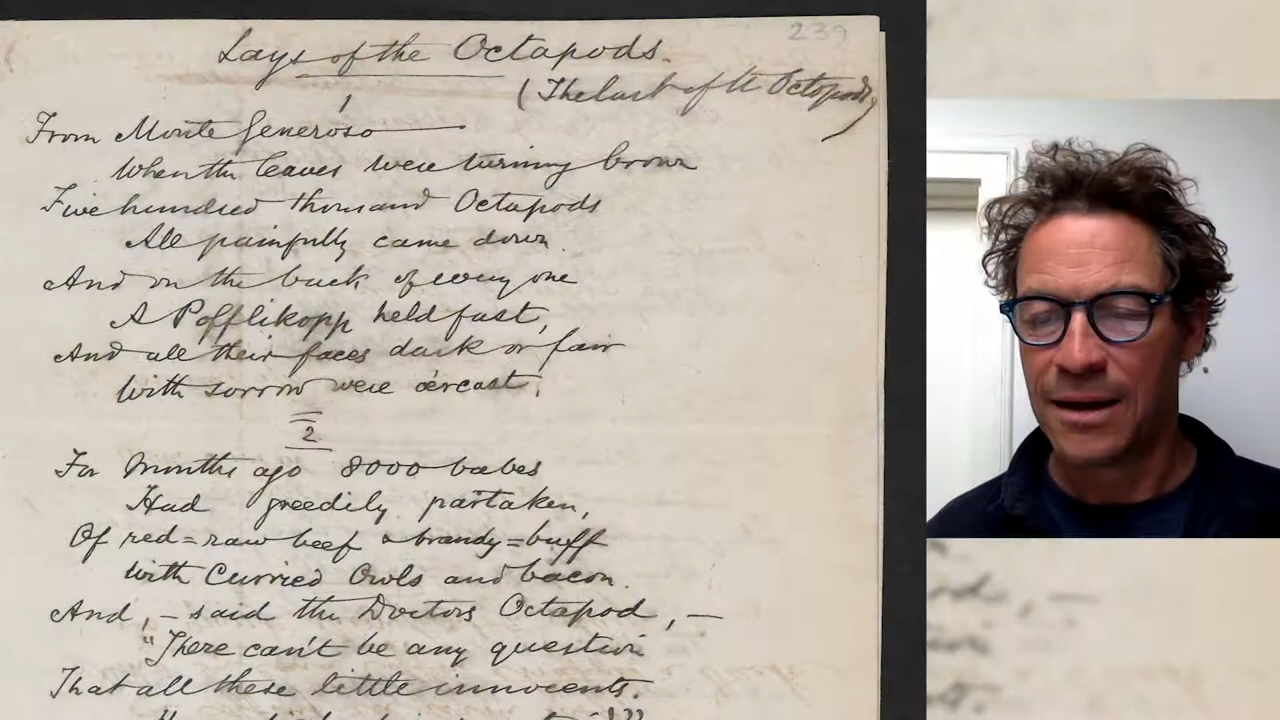 239
Lays of the Octapods.
(The last of the Octopods)
1
From Monte Generoso
When the leaves were turning brown
Five hundred thousand Octapods
All painfully came down.
And on the back of every one
A Pofflikopp held fast,
And all their faces dark or fair
With sorrow were o'ercast.
2
For months ago 8000 babes
Had greedily partaken,
Of red=raw beef & brandy=buff
With Curried Owls and bacon.
And, — said the Doctors Octapod, —
"There can't be any question
That all these little innocents.